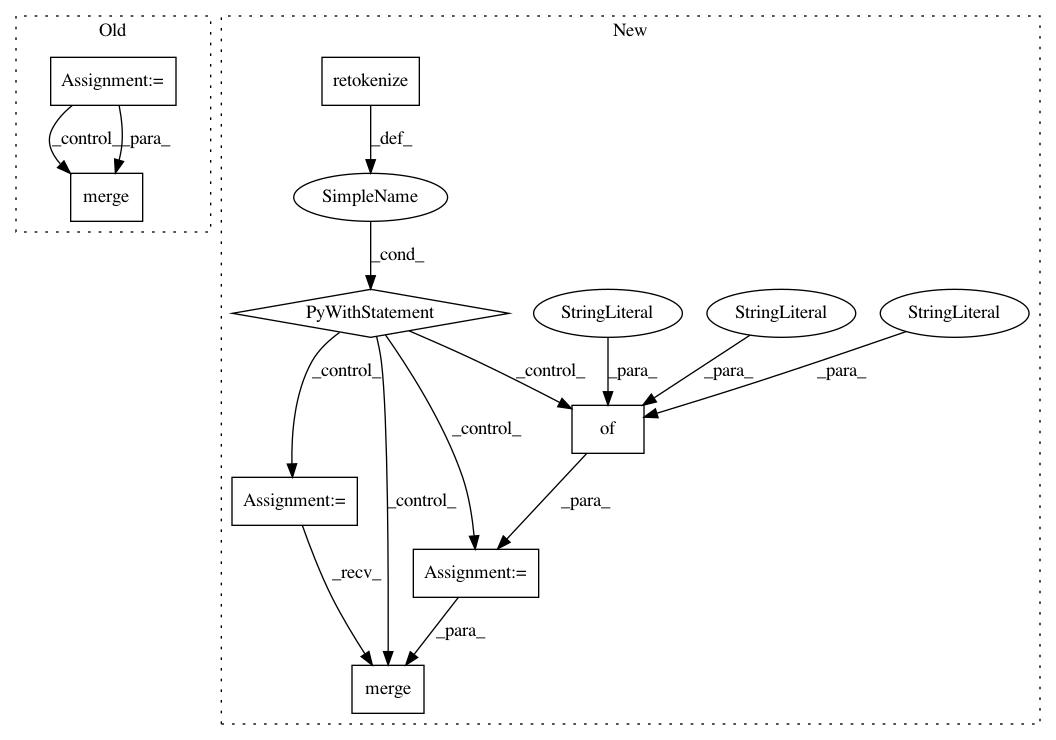 Old
New
Assignment:=
retokenize
_control_
_para_
_def_
merge
SimpleName
_cond_
PyWithStatement
StringLiteral
StringLiteral
StringLiteral
_control_
_control_
_para_
_para_
_para_
_control_
of
Assignment:=
_control_
_para_
Assignment:=
_recv_
_para_
merge